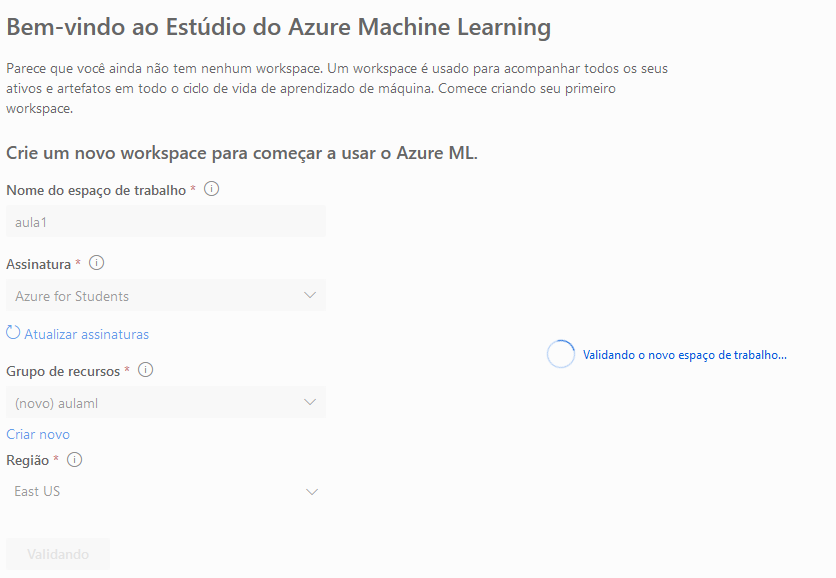 Bem-vindo ao Estúdio do Azure Machine Learning
Parece que você ainda não tem nenhum workspace. Um workspace é usado para acompanhar todos os seus
ativos e artefatos em todo o ciclo de vida de aprendizado de máquina. Comece criando seu primeiro
workspace.
Crie um novo workspace para começar a usar o Azure ML.
Nome do espaço de trabalho *
aula1
Assinatura *
Azure for Students
Atualizar assinaturas
Validando o novo espaço de trabalho...
Grupo de recursos *
(novo) aulaml
Criar novo
Região *
East US
Validando